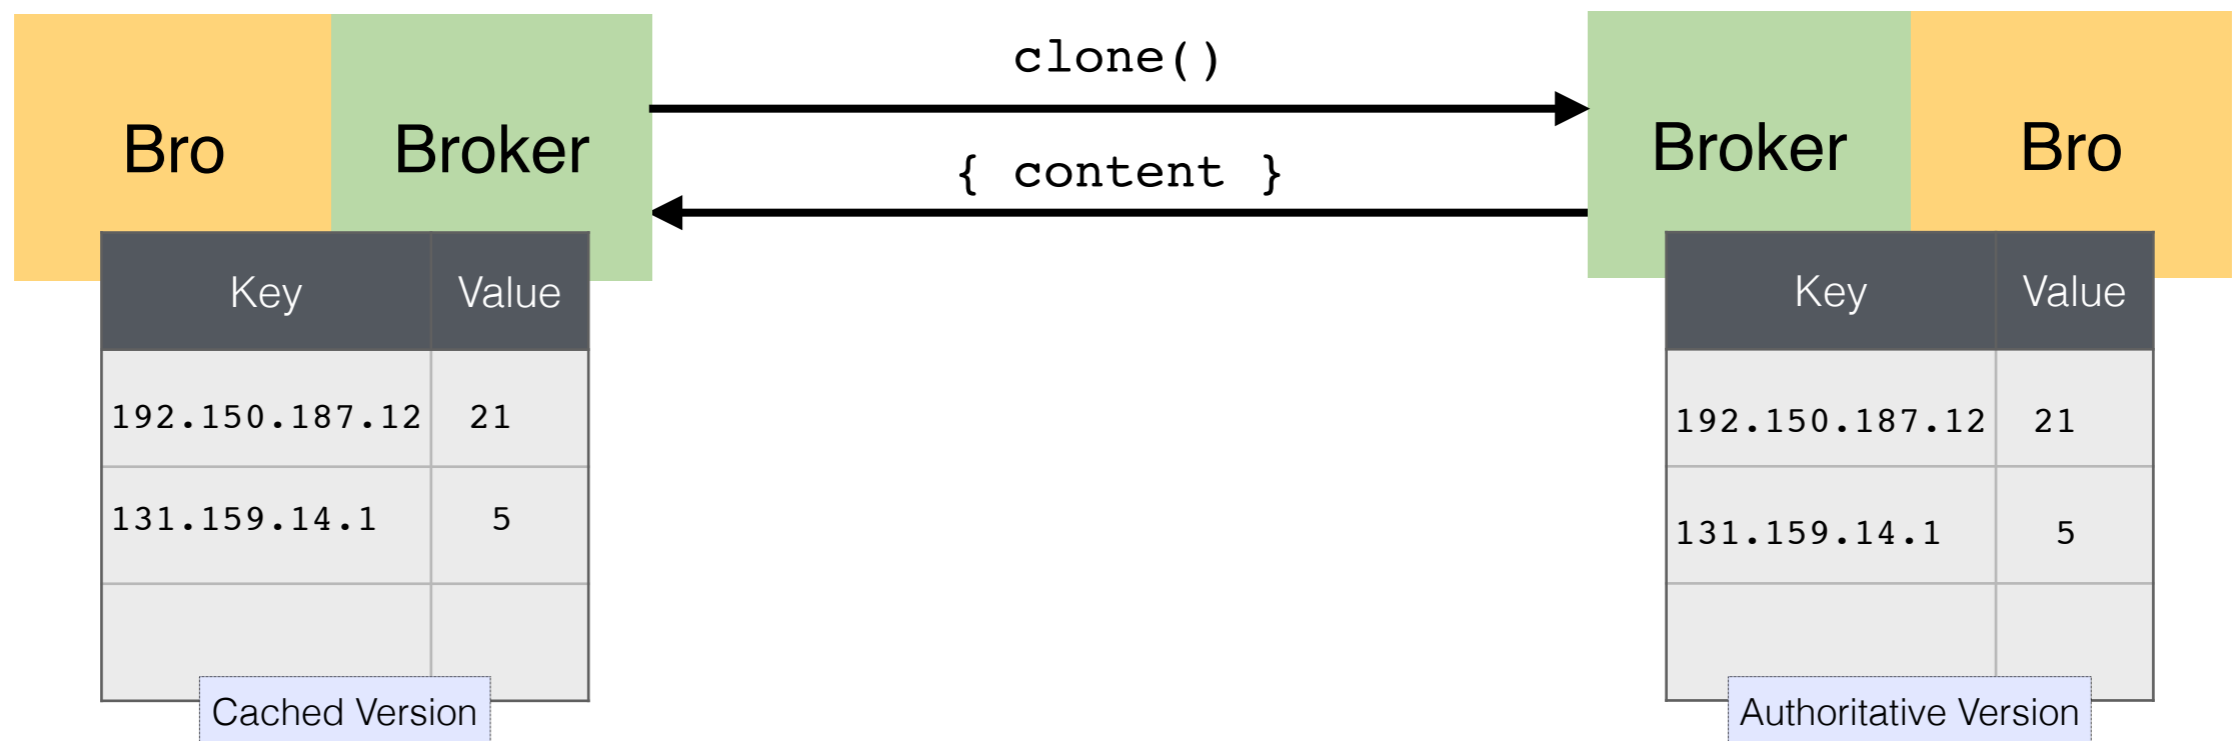 clone()
Bro Broker
Broker Bro
{ content }
Key Value
192.150.187.12 21
131.159.14.1 5
Cached Version
Key Value
192.150.187.12 21
131.159.14.1 5
Authoritative Version